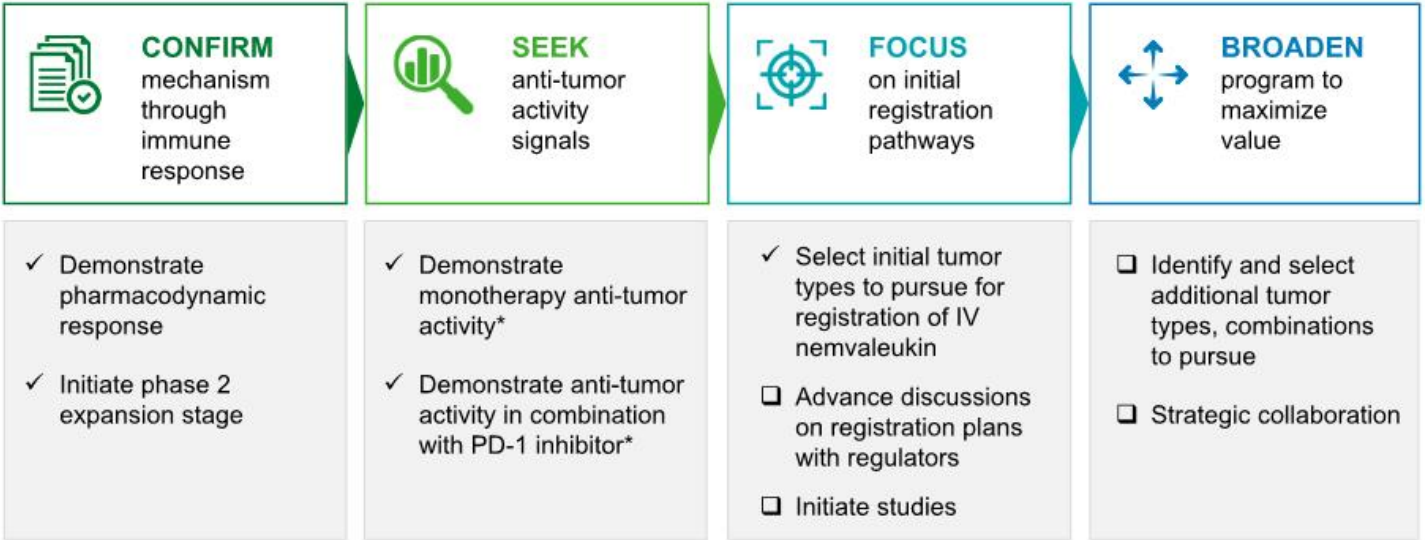 CONFIRM
mechanism
through
immune
response
SEEK
anti-tumor
activity
signals
FOCUS
on initial
registration
pathways
BROADEN
program to
maximize
value
✓ Demonstrate
pharmacodynamic
response
✓ Initiate phase 2
expansion stage
✓ Demonstrate
monotherapy anti-tumor
activity*
✓ Demonstrate anti-tumor
activity in combination
with PD-1 inhibitor*
✓ Select initial tumor
types to pursue for
registration of IV
nemvaleukin
❑ Advance discussions
on registration plans
with regulators
❑ Initiate studies
❑ Identify and select
additional tumor
types, combinations
to pursue
❑ Strategic collaboration